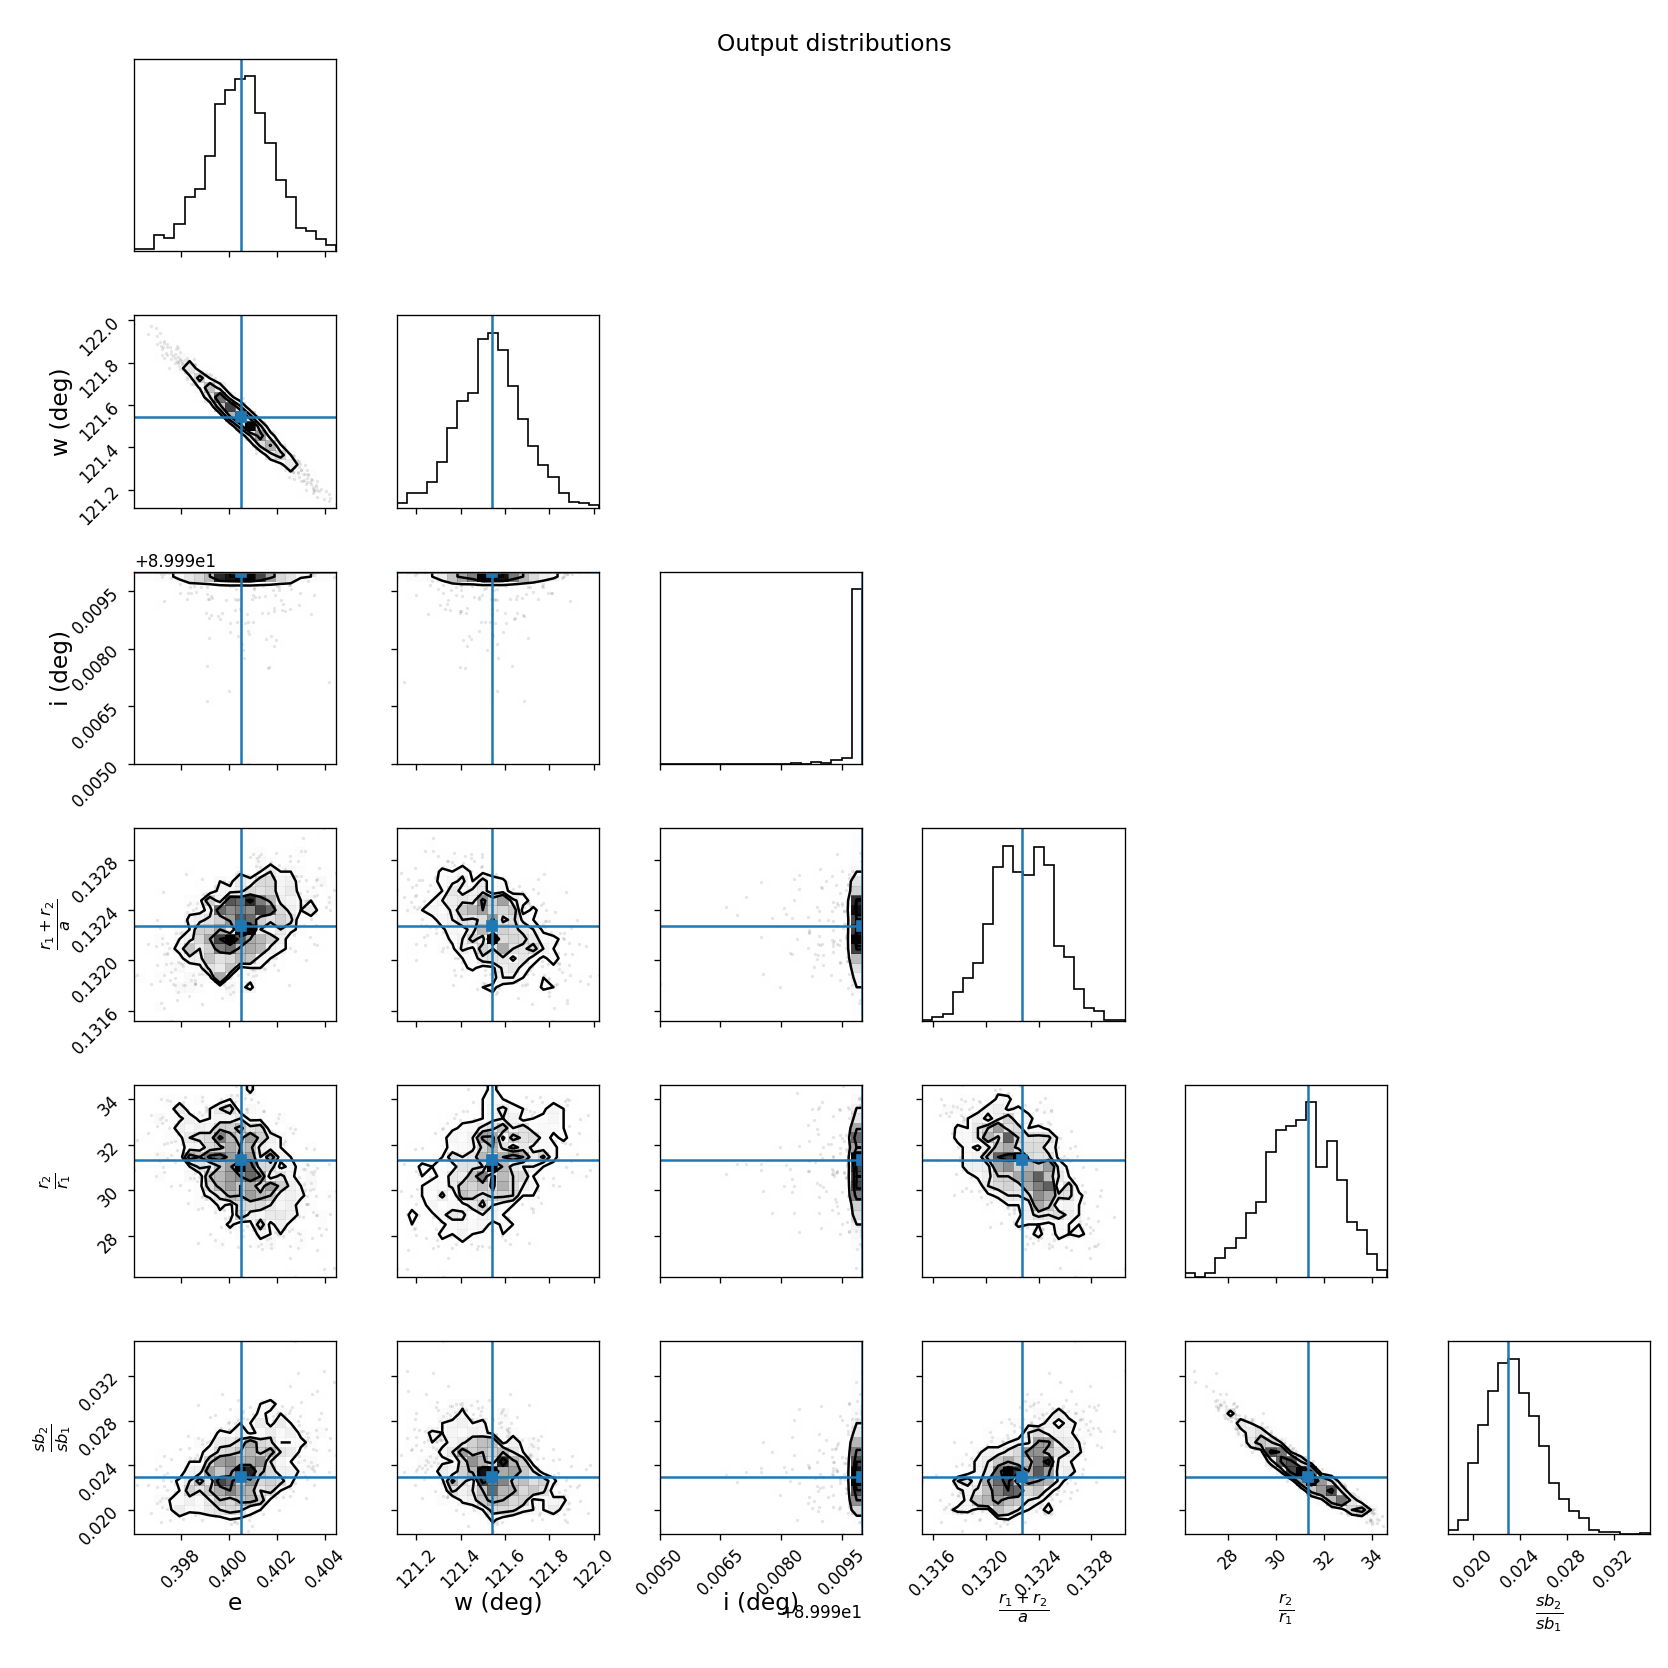 Output distributions
w (deg)
122.0
121.8
121.6
121.4
121.2
+8.999e1
i (deg)
0.0095
0.0080
0.0065
0.0050
r₁ + r₂
a
0.1328
0.1324
0.1320
0.1316
r₂
r₁
34
32
30
28
sb₂
sb₁
0.032
0.028
0.024
0.020
0.398 0.400 0.402 0.404 121.2 121.4 121.6 121.8 122.0 0.0050 0.0065 0.0080 0.0095 0.1316 0.1320 0.1324 0.1328 28 30 32 34 0.020 0.024 0.028 0.032
e w (deg) i (deg) r₁ + r₂ r₂ sb₂
+8.999e1 a r₁ sb₁